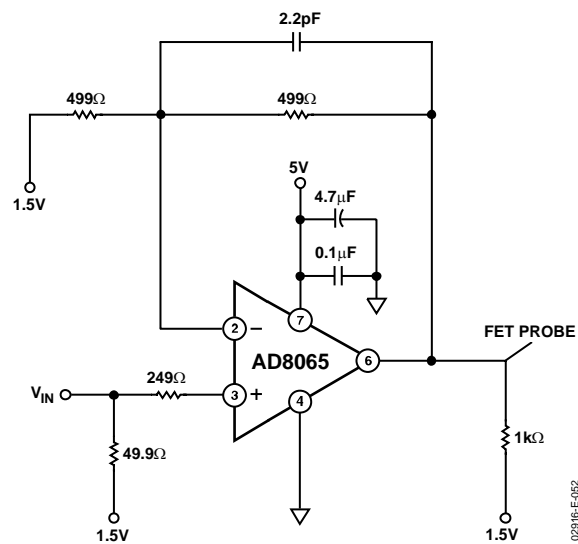 2.2pF
499Ω
499Ω
1.5V
5V
4.7µF
0.1µF
2
−
7
AD8065
6
FET PROBE
VIN
249Ω
3
+
4
49.9Ω
1kΩ
1.5V
1.5V
02916-E-052